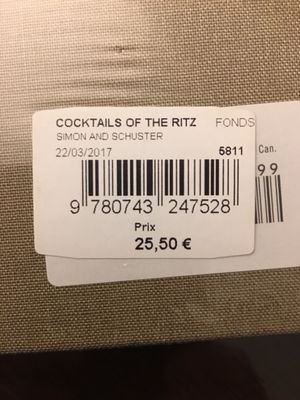 COCKTAILS OF THE RITZ FONDS
SIMON AND SCHUSTER
22/03/2017 5811
Can.
99
9 780743 247528
Prix
25,50 €